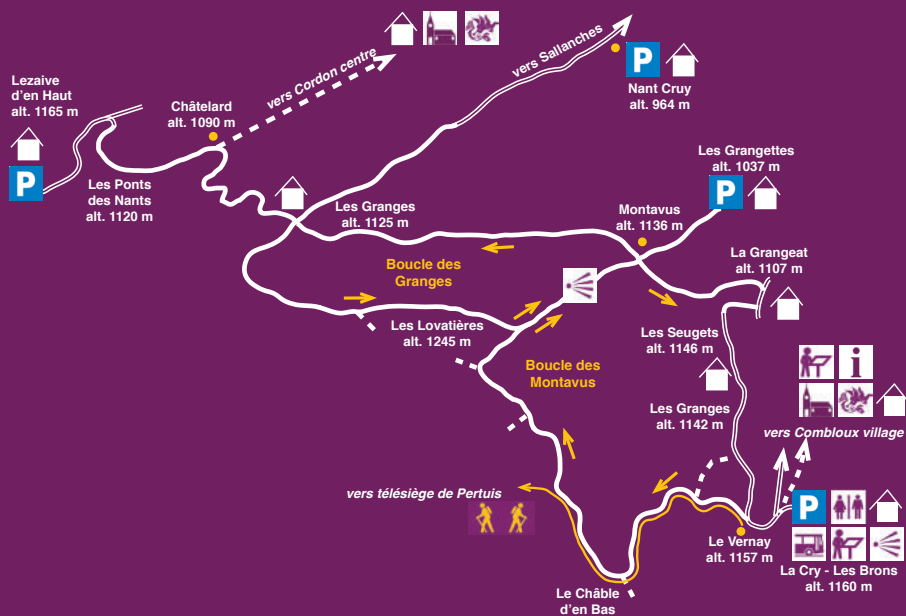 vers Cordon centre
vers Sallanches
P
Nant Cruy
alt. 964 m
Lezaive
d'en Haut
alt. 1165 m
P
Châtelard
alt. 1090 m
Les Ponts
des Nants
alt. 1120 m
Les Grangettes
alt. 1037 m
P
Les Granges
alt. 1125 m
Montavus
alt. 1136 m
La Grangeat
alt. 1107 m
Boucle des
Granges
Les Lovatières
alt. 1245 m
Les Seugets
alt. 1146 m
Boucle des
Montavus
i
Les Granges
alt. 1142 m
vers Combloux village
vers télésiège de Pertuis
P
Le Vernay
alt. 1157 m
La Cry - Les Brons
alt. 1160 m
Le Châble
d'en Bas